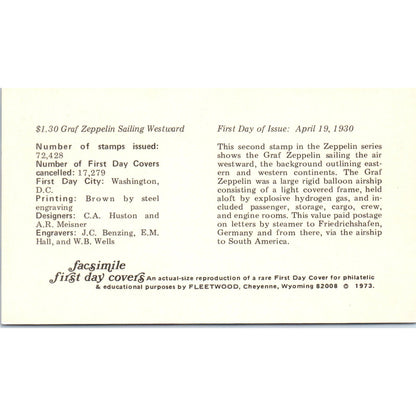 $1.30 Graf Zeppelin Sailing Westward
Number of stamps issued:
72,428
Number of First Day Covers
cancelled: 17,279
First Day City: Washington,
D.C.
Printing: Brown by steel
engraving
Designers: C.A. Huston and
A.R. Meisner
Engravers: J.C. Benzing, E.M.
Hall, and W.B. Wells
First Day of Issue: April 19, 1930
This second stamp in the Zeppelin series
shows the Graf Zeppelin sailing the air
westward, the background outlining east-
ern and western continents. The Graf
Zeppelin was a large rigid balloon airship
consisting of a light covered frame, held
aloft by explosive hydrogen gas, and in-
cluded passenger, storage, cargo, crew,
and engine rooms. This value paid postage
on letters by steamer to Friedrichshafen,
Germany and from there, via the airship
to South America.
facsimile
first day covers An actual-size reproduction of a rare First Day Cover for philatelic
& educational purposes by FLEETWOOD, Cheyenne, Wyoming 82008 © 1973.